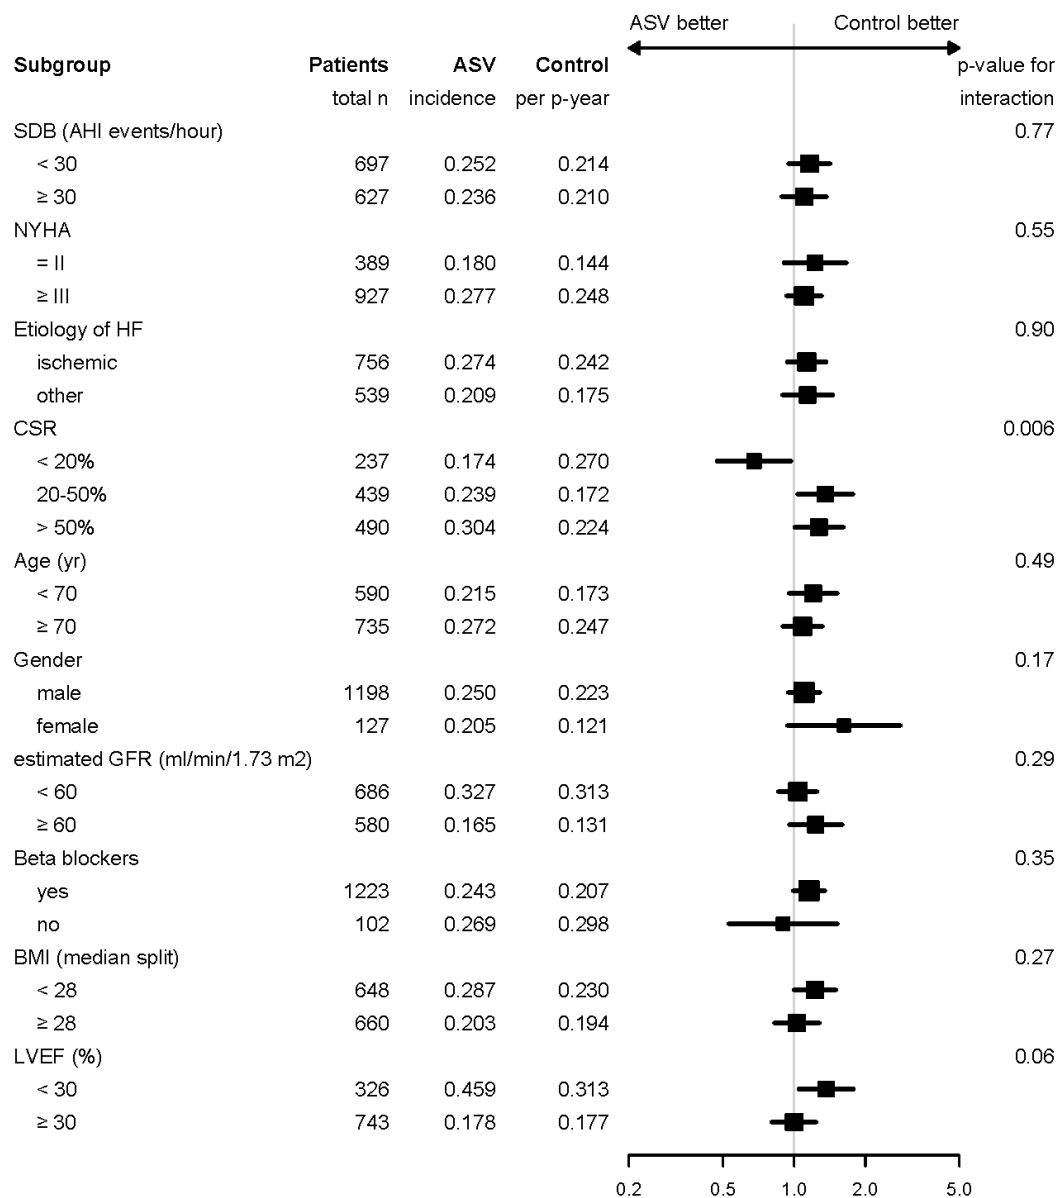 ASV better Control better
Subgroup Patients ASV Control p-value for
total n incidence per p-year interaction
SDB (AHI events/hour) 0.77
< 30 697 0.252 0.214
≥ 30 627 0.236 0.210
NYHA 0.55
= II 389 0.180 0.144
≥ III 927 0.277 0.248
Etiology of HF 0.90
ischemic 756 0.274 0.242
other 539 0.209 0.175
CSR 0.006
< 20% 237 0.174 0.270
20-50% 439 0.239 0.172
> 50% 490 0.304 0.224
Age (yr) 0.49
< 70 590 0.215 0.173
≥ 70 735 0.272 0.247
Gender 0.17
male 1198 0.250 0.223
female 127 0.205 0.121
estimated GFR (ml/min/1.73 m2) 0.29
< 60 686 0.327 0.313
≥ 60 580 0.165 0.131
Beta blockers 0.35
yes 1223 0.243 0.207
no 102 0.269 0.298
BMI (median split) 0.27
< 28 648 0.287 0.230
≥ 28 660 0.203 0.194
LVEF (%) 0.06
< 30 326 0.459 0.313
≥ 30 743 0.178 0.177
0.2 0.5 1.0 2.0 5.0